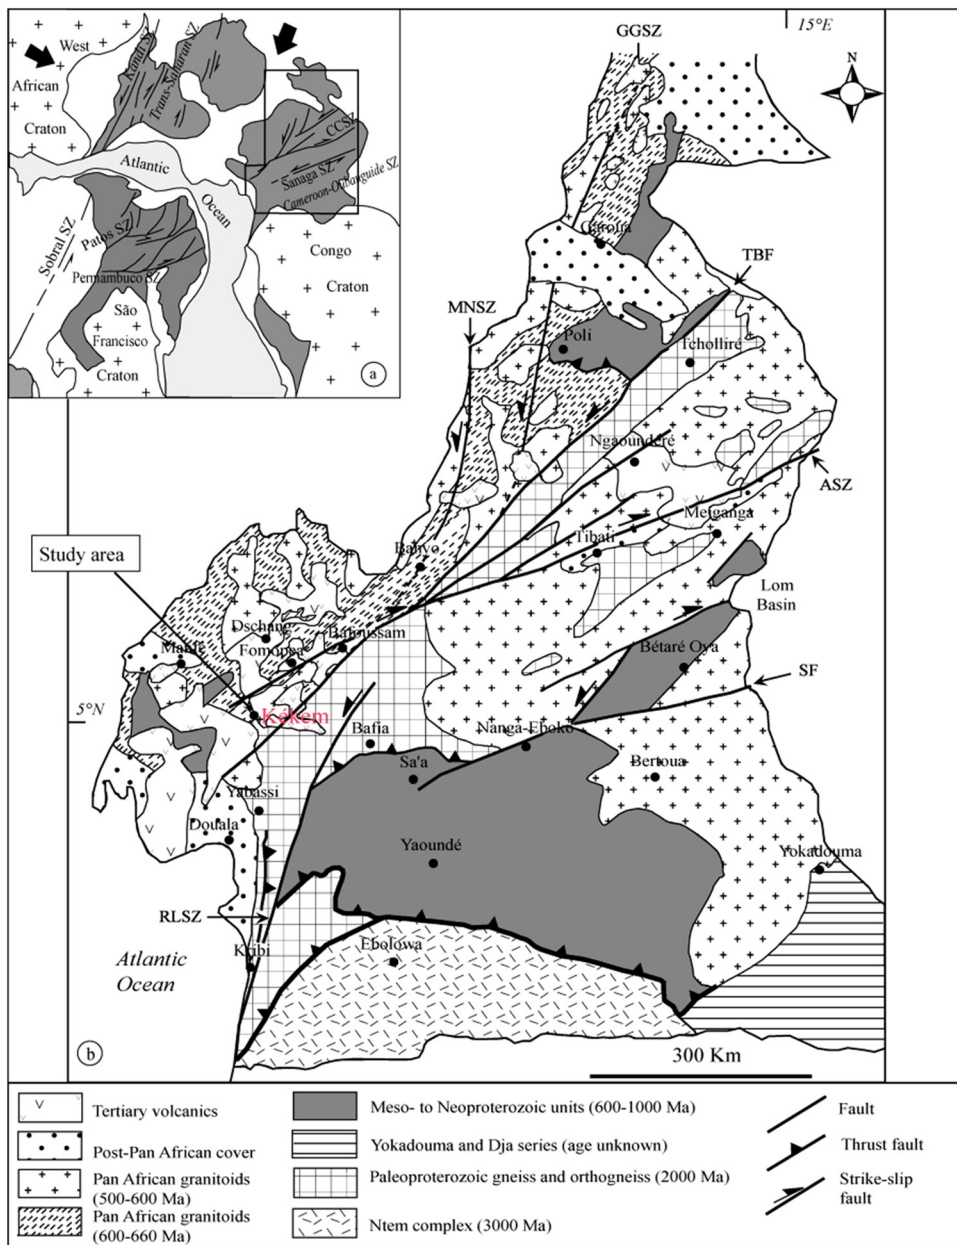 West
African
Craton
Kandi SZ
Trans-Saharan SZ
CCSZ
Sanaga SZ
Cameroon-Oubanguide SZ
Atlantic
Ocean
Sobral SZ
Patos SZ
Permambuco SZ
São
Francisco
Craton
Congo
Craton
a
GGSZ
15°E
N
Garoua
TBF
MNSZ
Poli
Tcholliré
Ngaoundéré
ASZ
Meiganga
Tibati
Study area
Banyo
Lom
Basin
Dschang
Bafoussam
Mamfe
Fomopea
Bétaré Oya
SF
5°N
Kékem
Bafia
Nanga-Eboko
Sa'a
Bertoua
Yabassi
Douala
Yaoundé
Yokadouma
RLSZ
Kribi
Ebolowa
Atlantic
Ocean
b
300 Km
Tertiary volcanics
Post-Pan African cover
Pan African granitoids
(500-600 Ma)
Pan African granitoids
(600-660 Ma)
Meso- to Neoproterozoic units (600-1000 Ma)
Yokadouma and Dja series (age unknown)
Paleoproterozoic gneiss and orthogneiss (2000 Ma)
Ntem complex (3000 Ma)
Fault
Thrust fault
Strike-slip
fault